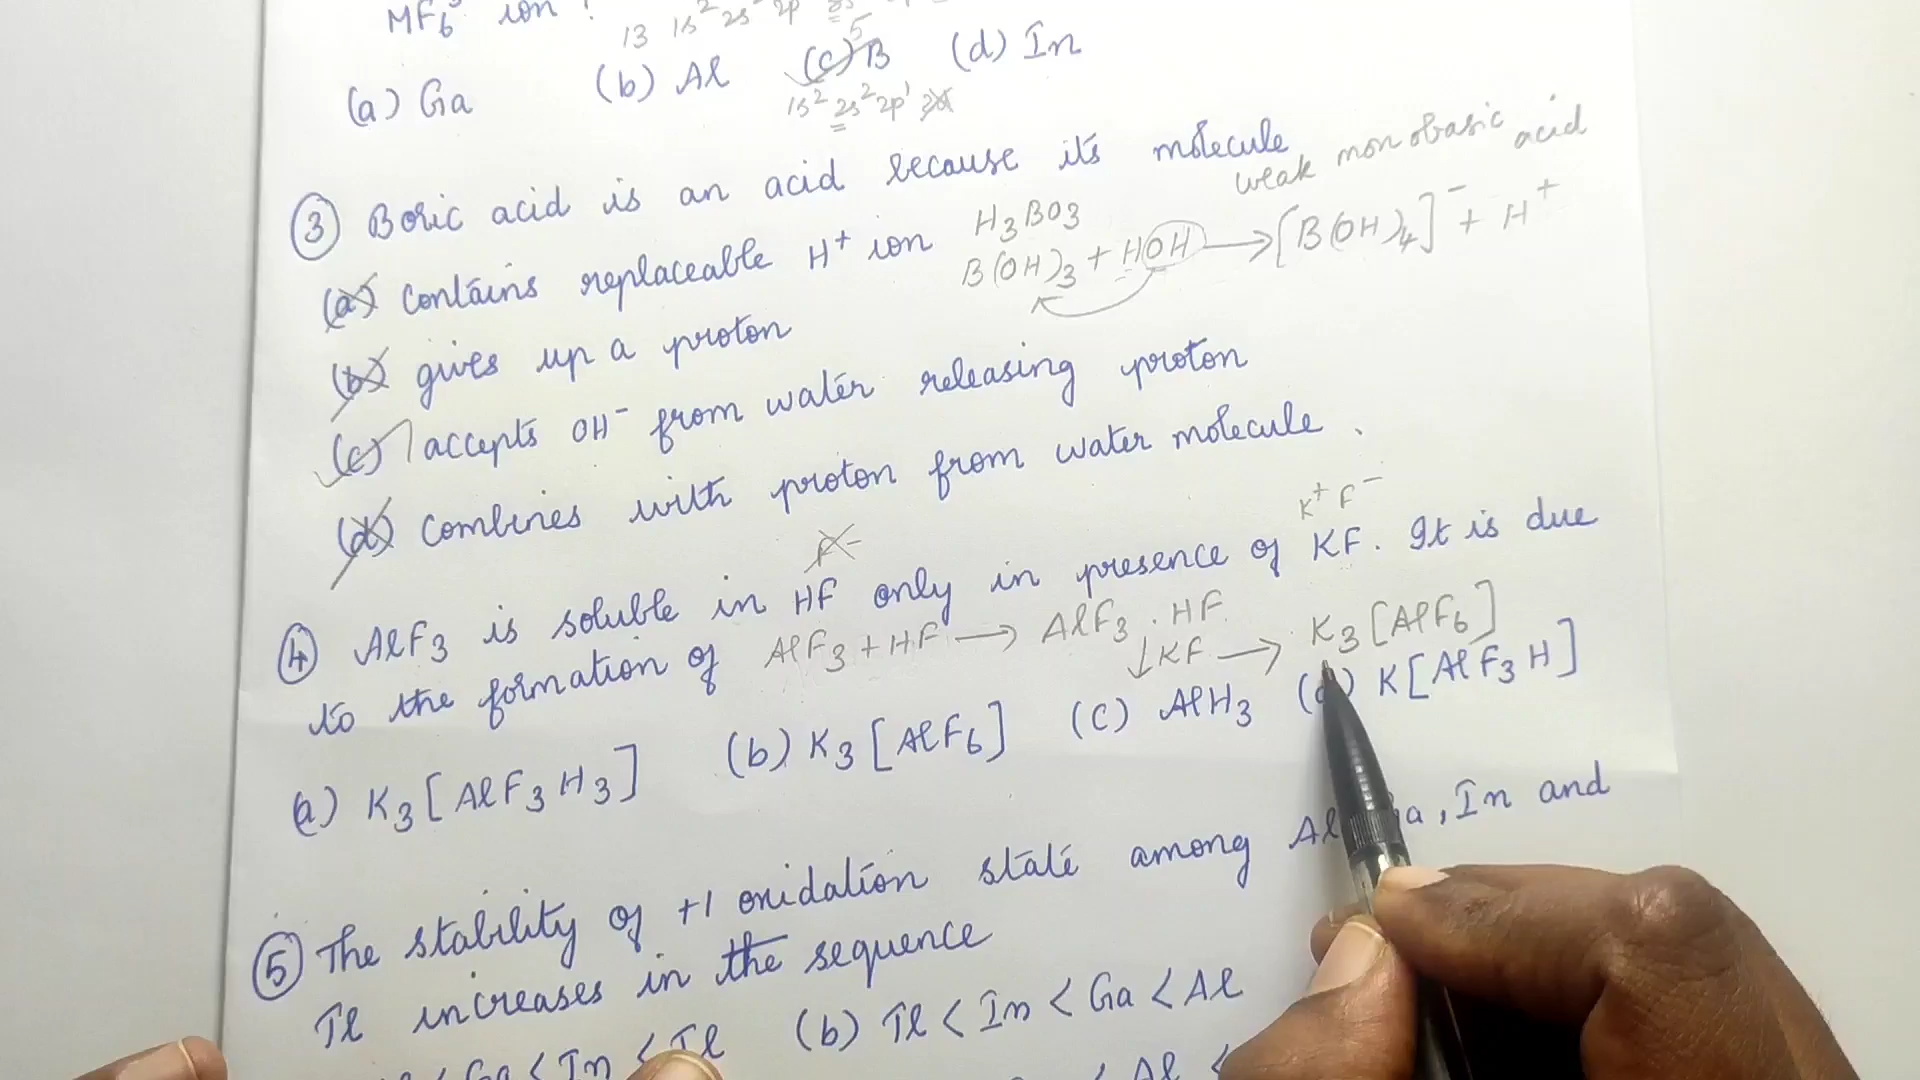 MF6 ion ?
13 1s² 2s² 2p
(a) Ga (b) Al (c) B 5 (d) In
1s² 2s² 2p¹
③ Boric acid is an acid because its molecule
weak monobasic acid
H3BO3
(a) contains replaceable H⁺ ion B(OH)3 + HOH → [B(OH)4]⁻ + H⁺
(b) gives up a proton
(c) accepts OH⁻ from water releasing proton
(d) combines with proton from water molecule.
F⁻ K⁺ F⁻
④ AlF3 is soluble in HF only in presence of KF. It is due
to the formation of AlF3 + HF → AlF3 . HF
↓KF → K3[AlF6]
(a) K3[AlF3H3] (b) K3[AlF6] (c) AlH3 (d) K[AlF3H]
⑤ The stability of +1 oxidation state among Al, Ga, In and
Tl increases in the sequence
< Ga < In < Tl (b) Tl < In < Ga < Al
< Al <